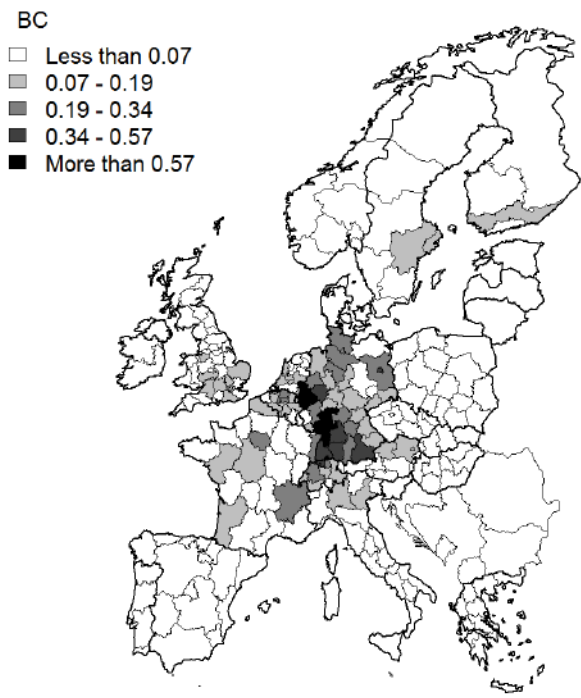 BC
Less than 0.07
0.07 - 0.19
0.19 - 0.34
0.34 - 0.57
More than 0.57